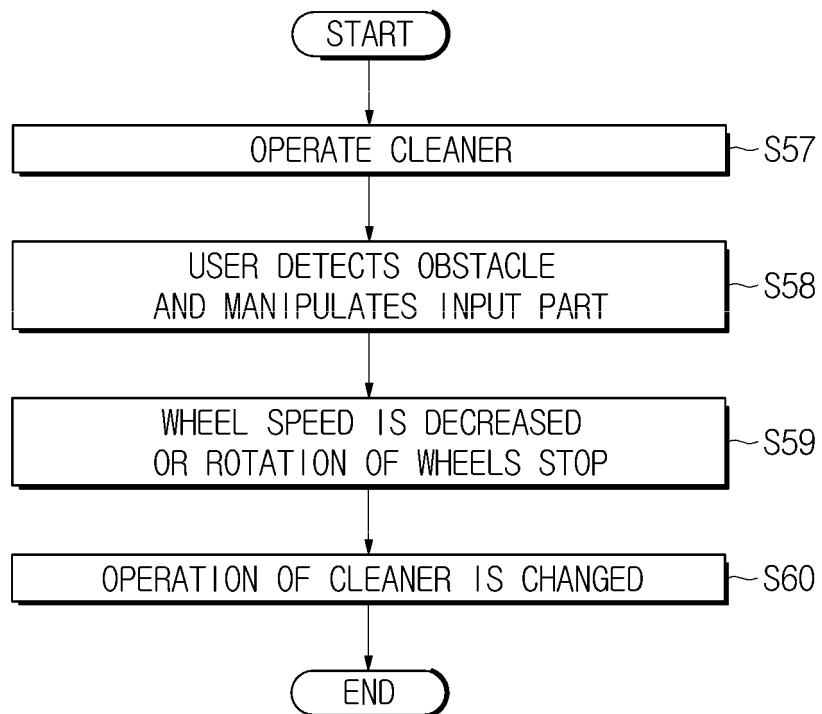 START
OPERATE CLEANER
S57
USER DETECTS OBSTACLE
AND MANIPULATES INPUT PART
S58
WHEEL SPEED IS DECREASED
OR ROTATION OF WHEELS STOP
S59
OPERATION OF CLEANER IS CHANGED
S60
END